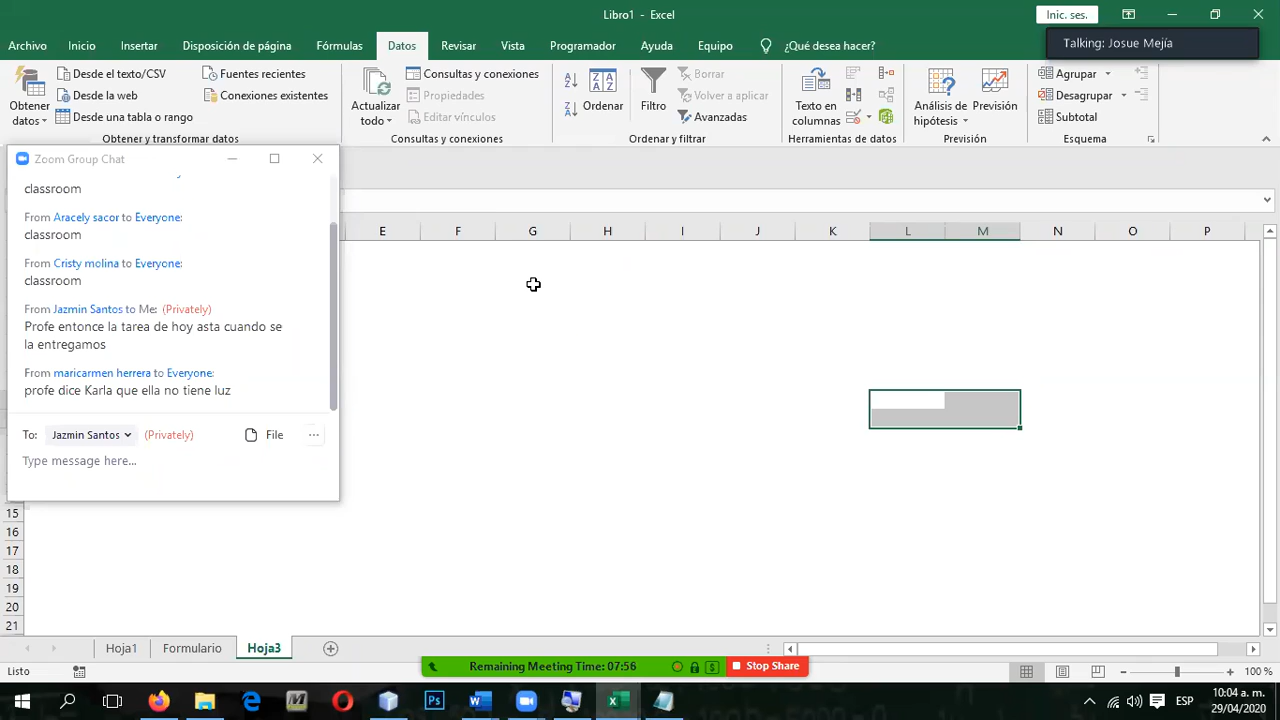 Libro1 - Excel
Inic. ses.
Archivo Inicio Insertar Disposición de página Fórmulas Datos Revisar Vista Programador Ayuda Equipo ¿Qué desea hacer?
Talking: Josue Mejía
Desde el texto/CSV
Desde la web
Desde una tabla o rango
Obtener datos
Fuentes recientes
Conexiones existentes
Obtener y transformar datos
Actualizar todo
Consultas y conexiones
Propiedades
Editar vínculos
Consultas y conexiones
Ordenar
Filtro
Borrar
Volver a aplicar
Avanzadas
Ordenar y filtrar
Texto en columnas
Herramientas de datos
Análisis de hipótesis
Previsión
Previsión
Agrupar
Desagrupar
Subtotal
Esquema
Zoom Group Chat
classroom
From Aracely sacor to Everyone:
classroom
From Cristy molina to Everyone:
classroom
From Jazmin Santos to Me: (Privately)
Profe entonce la tarea de hoy asta cuando se
la entregamos
From maricarmen herrera to Everyone:
profe dice Karla que ella no tiene luz
To: Jazmin Santos (Privately) File
Type message here...
E F G H I J K L M N O P
15
16
17
18
19
20
21
Hoja1 Formulario Hoja3
Remaining Meeting Time: 07:56
Stop Share
Listo
100 %
ESP
10:04 a. m.
29/04/2020